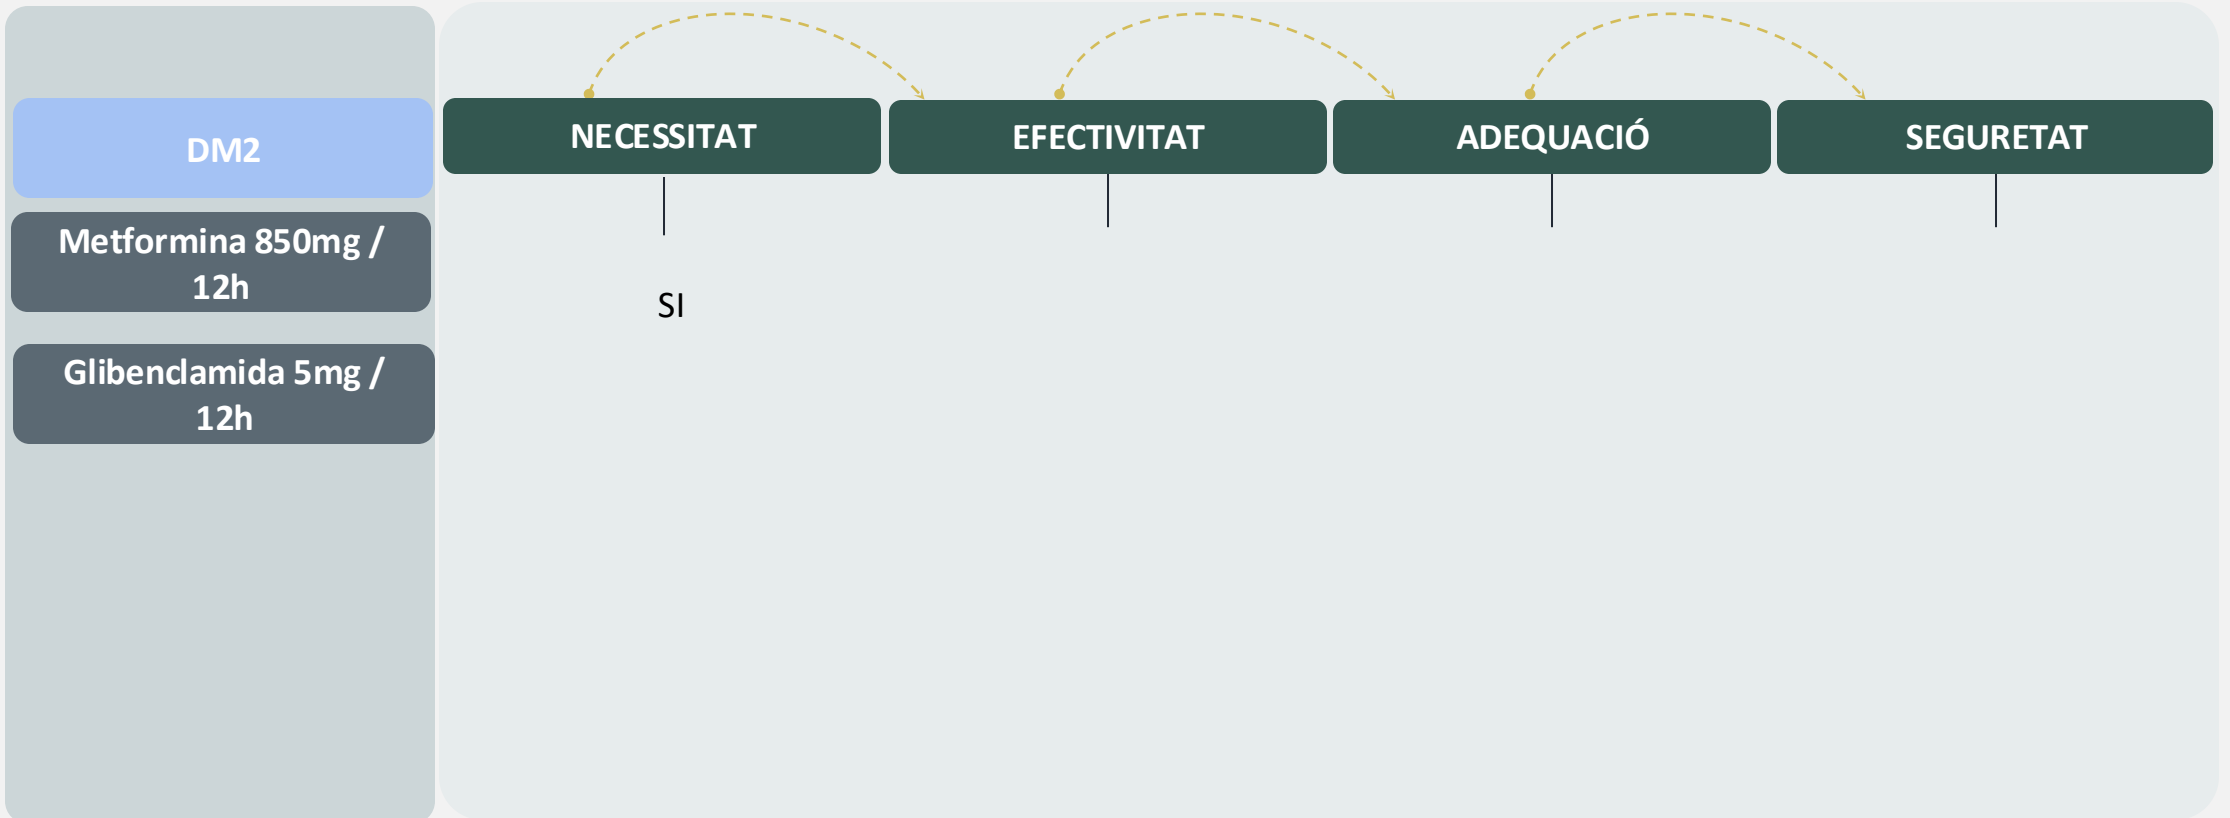 DM2
Metformina 850mg /
12h
Glibenclamida 5mg /
12h
NECESSITAT
EFECTIVITAT
ADEQUACIÓ
SEGURETAT
SI